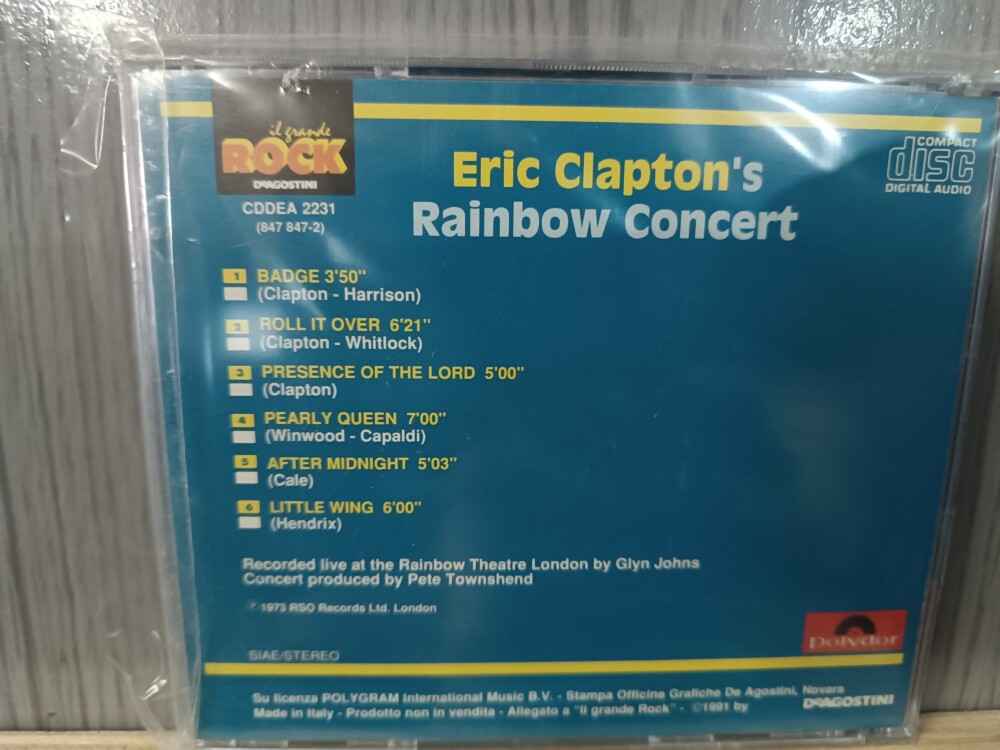 il grande
ROCK
DeAGOSTINI
CDDEA 2231
(847 847-2)
Eric Clapton's
Rainbow Concert
COMPACT
disc
DIGITAL AUDIO
1 BADGE 3'50"
(Clapton - Harrison)
2 ROLL IT OVER 6'21"
(Clapton - Whitlock)
3 PRESENCE OF THE LORD 5'00"
(Clapton)
4 PEARLY QUEEN 7'00"
(Winwood - Capaldi)
5 AFTER MIDNIGHT 5'03"
(Cale)
6 LITTLE WING 6'00"
(Hendrix)
Recorded live at the Rainbow Theatre London by Glyn Johns
Concert produced by Pete Townshend
℗ 1973 RSO Records Ltd. London
polydor
SIAE/STEREO
Su licenza POLYGRAM International Music B.V. - Stampa Officine Grafiche De Agostini, Novara
Made in Italy - Prodotto non in vendita - Allegato a "il grande Rock" - ©1991 by DeAGOSTINI